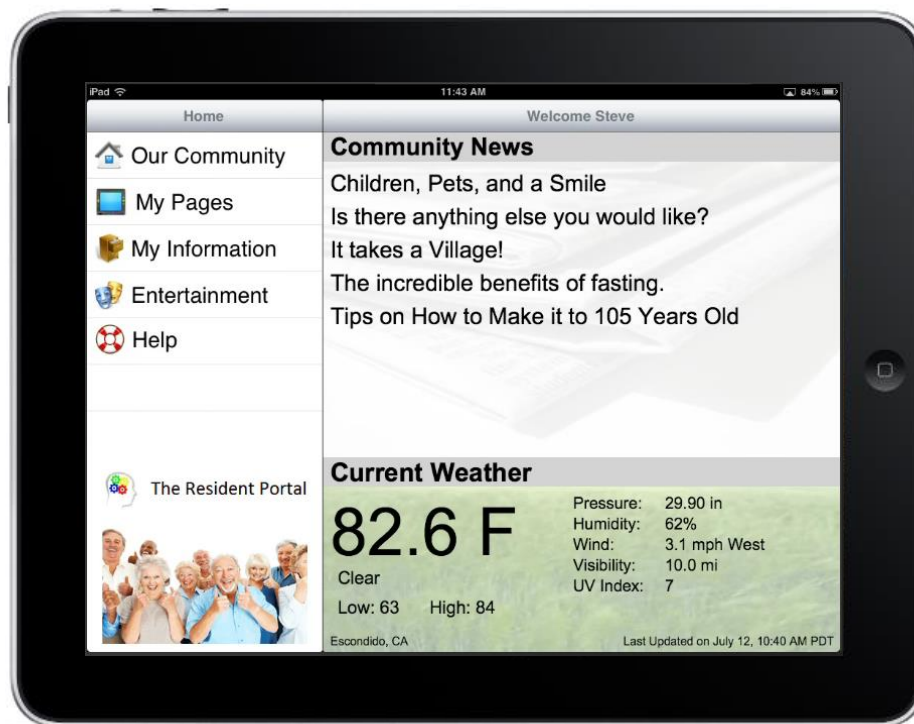 iPad 11:43 AM 84%
Home
Welcome Steve
Our Community
My Pages
My Information
Entertainment
Help
The Resident Portal
Community News
Children, Pets, and a Smile
Is there anything else you would like?
It takes a Village!
The incredible benefits of fasting.
Tips on How to Make it to 105 Years Old
Current Weather
82.6 F
Clear
Low: 63 High: 84
Pressure: 29.90 in
Humidity: 62%
Wind: 3.1 mph West
Visibility: 10.0 mi
UV Index: 7
Escondido, CA
Last Updated on July 12, 10:40 AM PDT